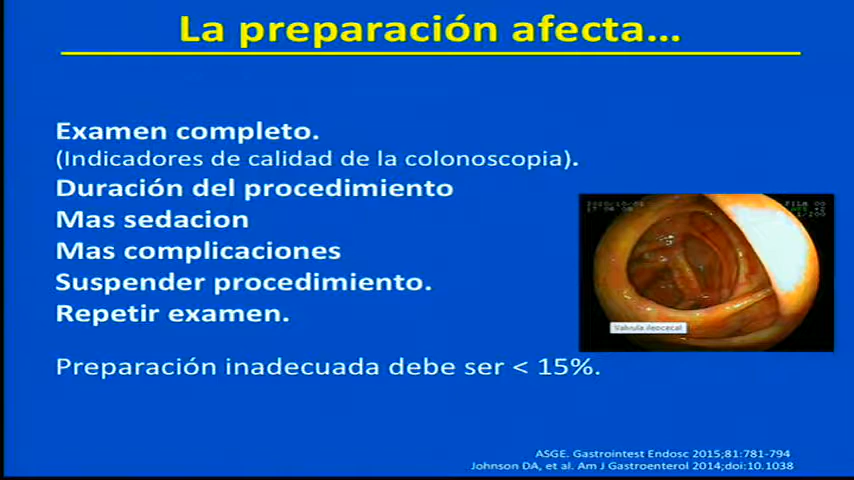 La preparación afecta...
Examen completo.
(Indicadores de calidad de la colonoscopia).
Duración del procedimiento
Mas sedacion
Mas complicaciones
Suspender procedimiento.
Repetir examen.
Valvula ileocecal
Preparación inadecuada debe ser < 15%.
ASGE. Gastrointest Endosc 2015;81:781-794
Johnson DA, et al. Am J Gastroenterol 2014;doi:10.1038